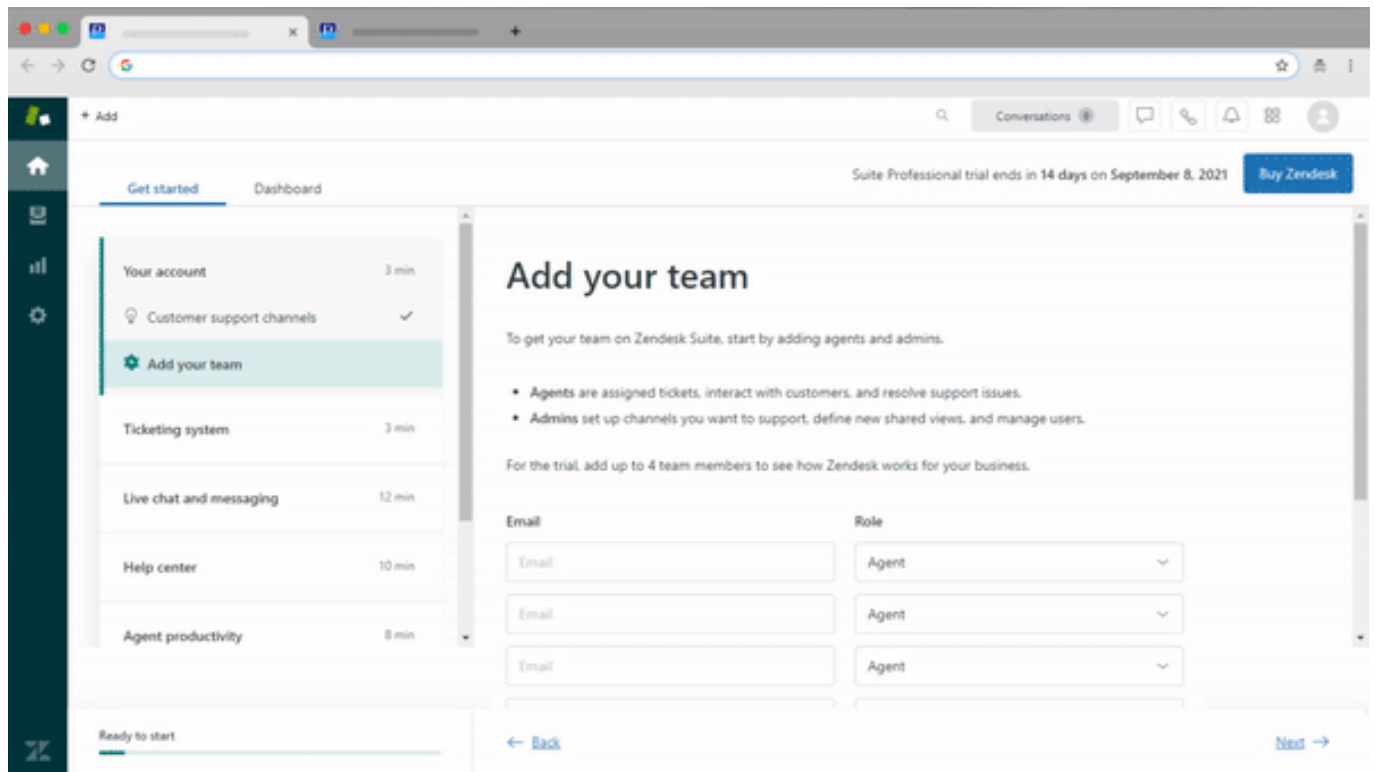 + Add
Conversations 0
Get started
Dashboard
Suite Professional trial ends in 14 days on September 8, 2021
Buy Zendesk
Your account 3 min
Customer support channels
Add your team
Ticketing system 3 min
Live chat and messaging 12 min
Help center 10 min
Agent productivity 8 min
Ready to start
Add your team
To get your team on Zendesk Suite, start by adding agents and admins.
• Agents are assigned tickets, interact with customers, and resolve support issues.
• Admins set up channels you want to support, define new shared views, and manage users.
For the trial, add up to 4 team members to see how Zendesk works for your business.
Email Role
Email Agent
Email Agent
Email Agent
← Back
Next →